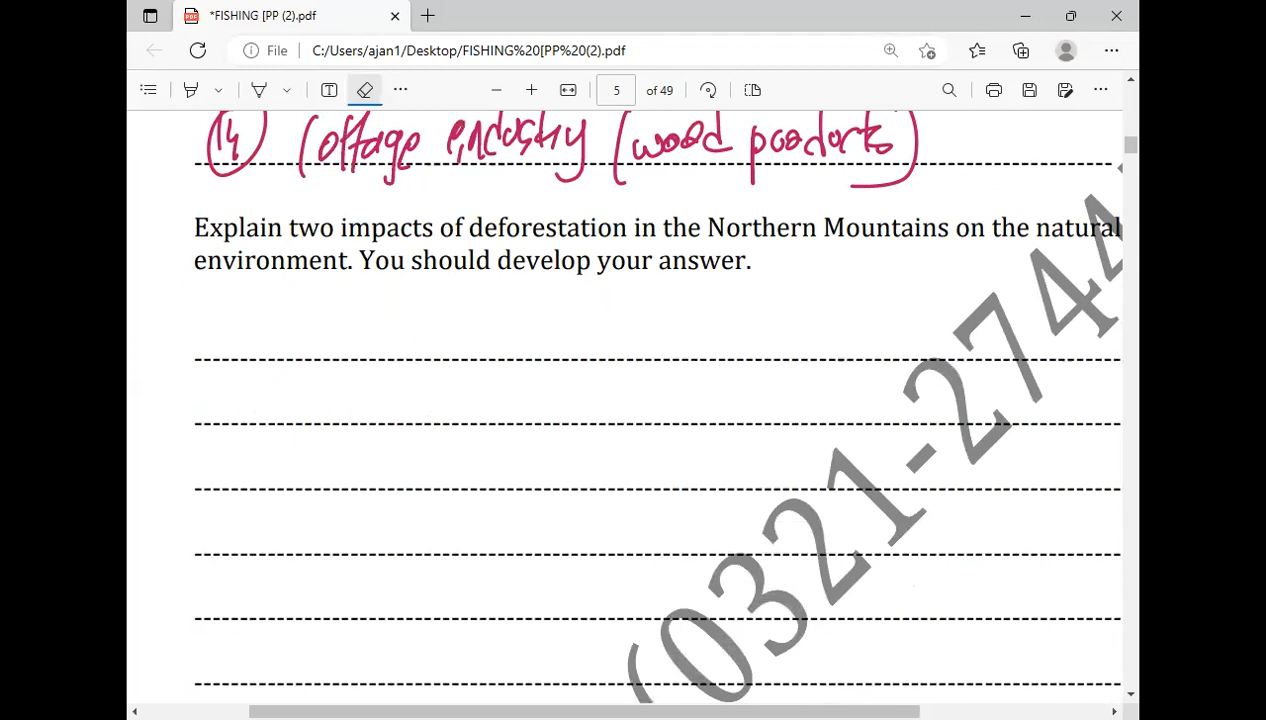 *FISHING [PP (2).pdf
File C:/Users/ajan1/Desktop/FISHING%20[PP%20(2).pdf
5 of 49
(14) Cottage industry (wood products)
Explain two impacts of deforestation in the Northern Mountains on the natural
environment. You should develop your answer.
(0321-2744